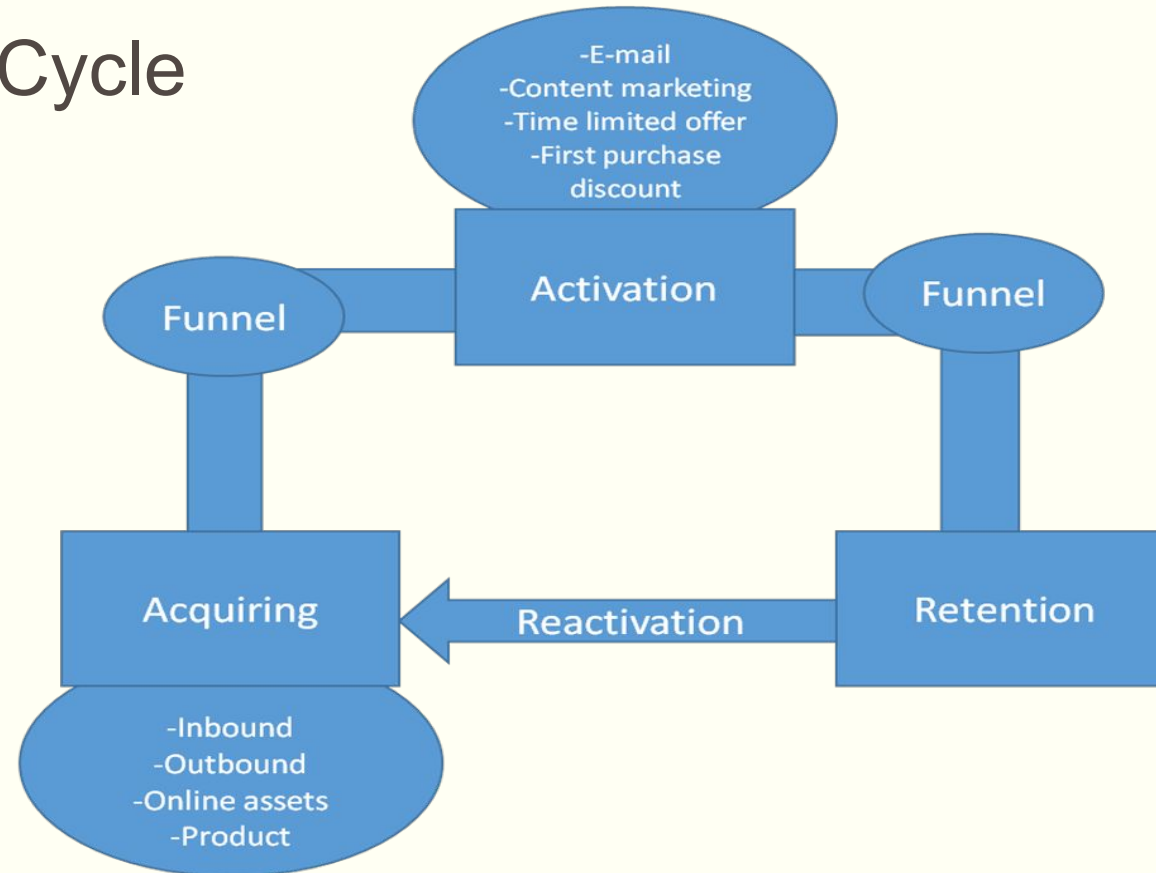 Cycle
-E-mail
-Content marketing
-Time limited offer
-First purchase
discount
Activation
Funnel
Funnel
Acquiring
Reactivation
Retention
-Inbound
-Outbound
-Online assets
-Product